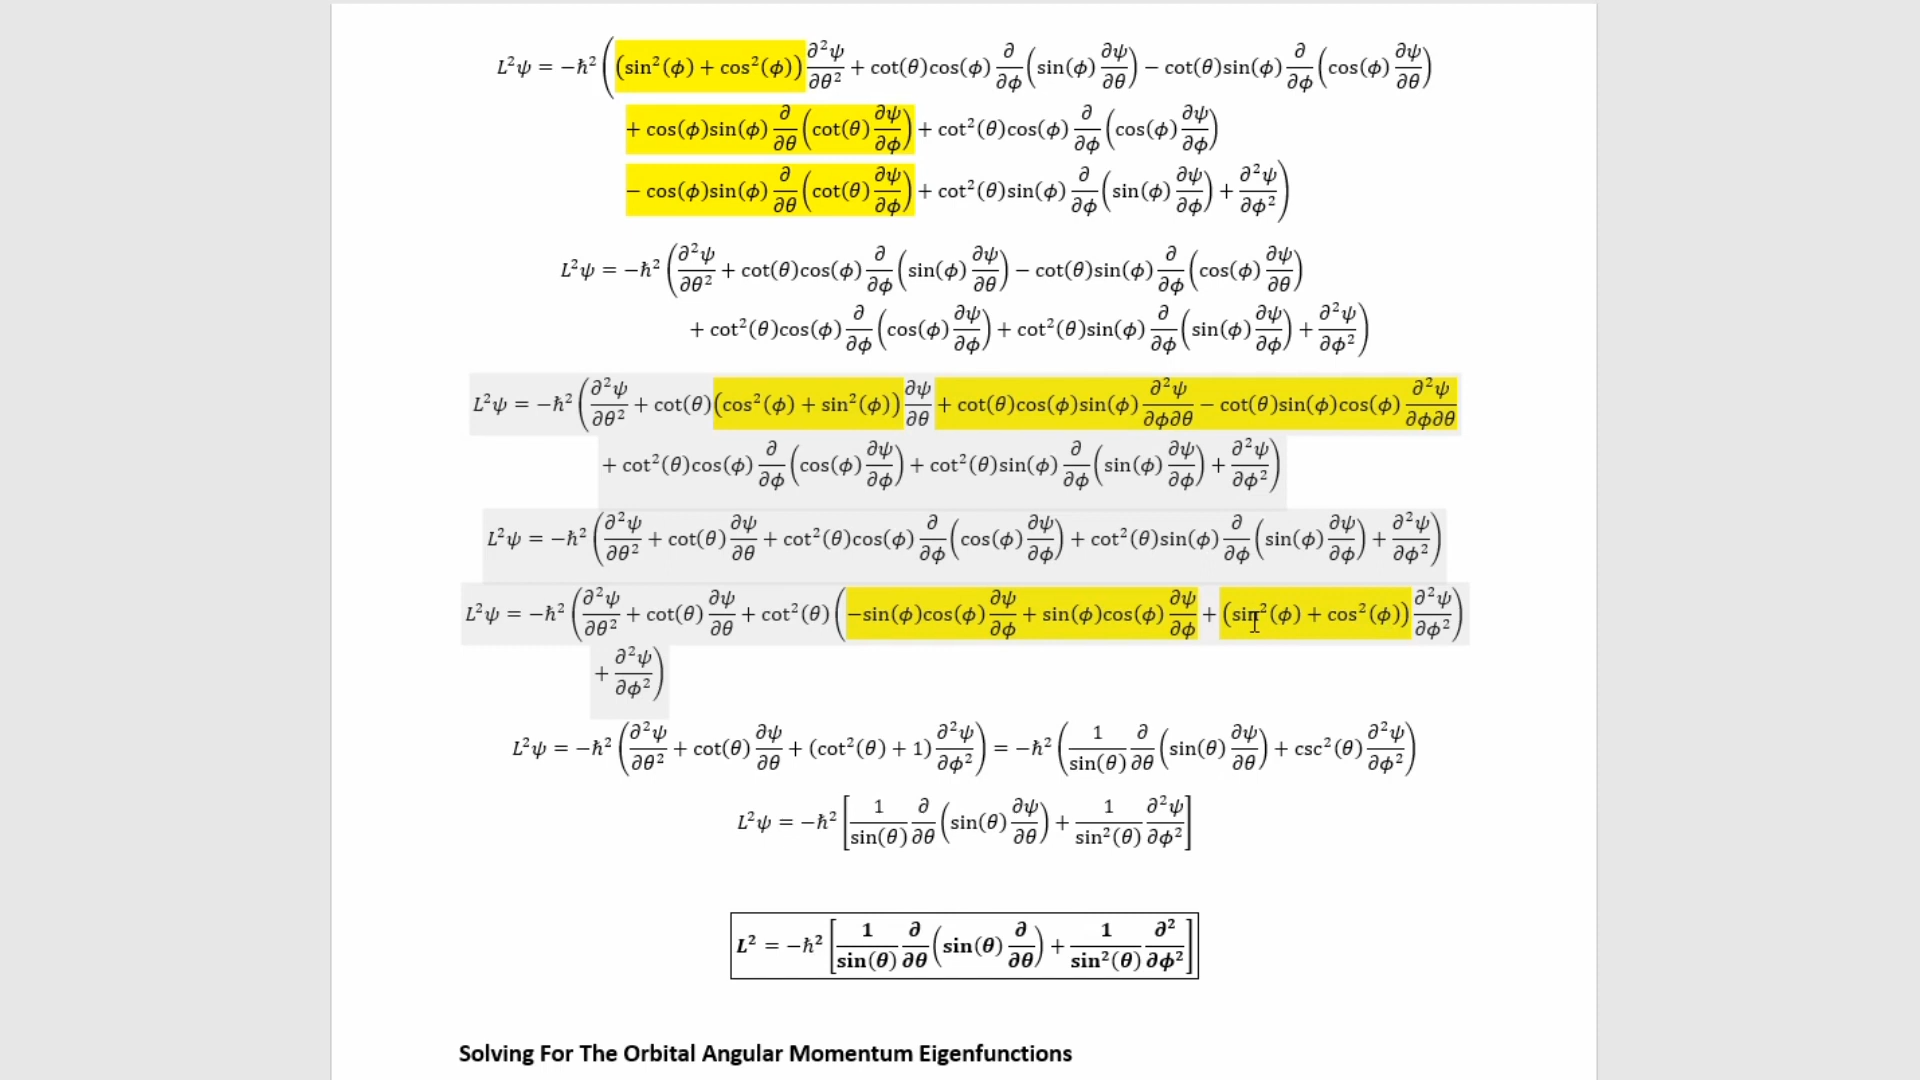 L²ψ = −ℏ² ( (sin²(ϕ) + cos²(ϕ)) ∂²ψ/∂θ² + cot(θ)cos(ϕ) ∂/∂ϕ (sin(ϕ) ∂ψ/∂θ) − cot(θ)sin(ϕ) ∂/∂ϕ (cos(ϕ) ∂ψ/∂θ)
+ cos(ϕ)sin(ϕ) ∂/∂θ (cot(θ) ∂ψ/∂ϕ) + cot²(θ)cos(ϕ) ∂/∂ϕ (cos(ϕ) ∂ψ/∂ϕ)
− cos(ϕ)sin(ϕ) ∂/∂θ (cot(θ) ∂ψ/∂ϕ) + cot²(θ)sin(ϕ) ∂/∂ϕ (sin(ϕ) ∂ψ/∂ϕ) + ∂²ψ/∂ϕ² )
L²ψ = −ℏ² ( ∂²ψ/∂θ² + cot(θ)cos(ϕ) ∂/∂ϕ (sin(ϕ) ∂ψ/∂θ) − cot(θ)sin(ϕ) ∂/∂ϕ (cos(ϕ) ∂ψ/∂θ)
+ cot²(θ)cos(ϕ) ∂/∂ϕ (cos(ϕ) ∂ψ/∂ϕ) + cot²(θ)sin(ϕ) ∂/∂ϕ (sin(ϕ) ∂ψ/∂ϕ) + ∂²ψ/∂ϕ² )
L²ψ = −ℏ² ( ∂²ψ/∂θ² + cot(θ) (cos²(ϕ) + sin²(ϕ)) ∂ψ/∂θ + cot(θ)cos(ϕ)sin(ϕ) ∂²ψ/∂ϕ∂θ − cot(θ)sin(ϕ)cos(ϕ) ∂²ψ/∂ϕ∂θ
+ cot²(θ)cos(ϕ) ∂/∂ϕ (cos(ϕ) ∂ψ/∂ϕ) + cot²(θ)sin(ϕ) ∂/∂ϕ (sin(ϕ) ∂ψ/∂ϕ) + ∂²ψ/∂ϕ² )
L²ψ = −ℏ² ( ∂²ψ/∂θ² + cot(θ) ∂ψ/∂θ + cot²(θ)cos(ϕ) ∂/∂ϕ (cos(ϕ) ∂ψ/∂ϕ) + cot²(θ)sin(ϕ) ∂/∂ϕ (sin(ϕ) ∂ψ/∂ϕ) + ∂²ψ/∂ϕ² )
L²ψ = −ℏ² ( ∂²ψ/∂θ² + cot(θ) ∂ψ/∂θ + cot²(θ) ( −sin(ϕ)cos(ϕ) ∂ψ/∂ϕ + sin(ϕ)cos(ϕ) ∂ψ/∂ϕ + (sin²(ϕ) + cos²(ϕ)) ∂²ψ/∂ϕ² )
+ ∂²ψ/∂ϕ² )
L²ψ = −ℏ² ( ∂²ψ/∂θ² + cot(θ) ∂ψ/∂θ + (cot²(θ) + 1) ∂²ψ/∂ϕ² ) = −ℏ² ( 1/sin(θ) ∂/∂θ (sin(θ) ∂ψ/∂θ) + csc²(θ) ∂²ψ/∂ϕ² )
L²ψ = −ℏ² [ 1/sin(θ) ∂/∂θ (sin(θ) ∂ψ/∂θ) + 1/sin²(θ) ∂²ψ/∂ϕ² ]
L² = −ℏ² [ 1/sin(θ) ∂/∂θ (sin(θ) ∂/∂θ) + 1/sin²(θ) ∂²/∂ϕ² ]
Solving For The Orbital Angular Momentum Eigenfunctions